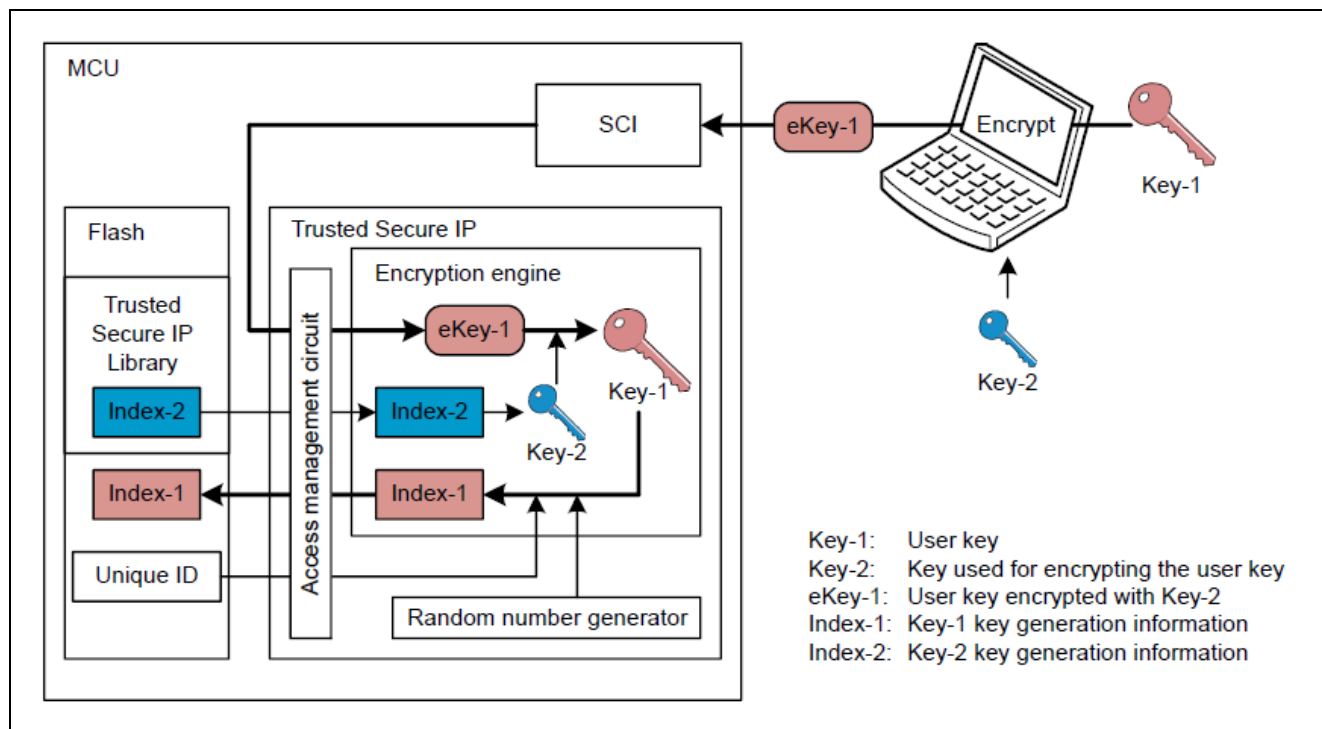 MCU
SCI
eKey-1
Encrypt
Key-1
Flash
Trusted Secure IP
Encryption engine
Trusted
Secure IP
Library
Access management circuit
eKey-1
Key-1
Key-2
Index-2
Index-2
Key-2
Index-1
Index-1
Unique ID
Random number generator
Key-1: User key
Key-2: Key used for encrypting the user key
eKey-1: User key encrypted with Key-2
Index-1: Key-1 key generation information
Index-2: Key-2 key generation information